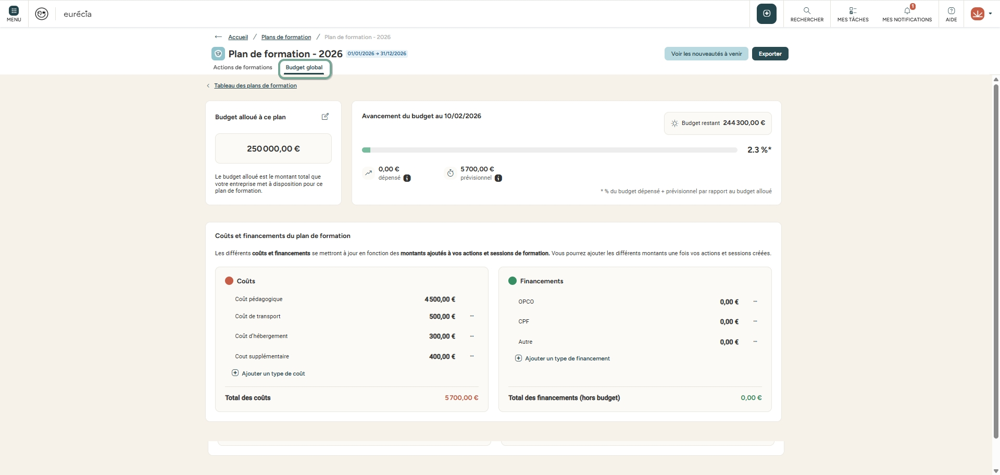 MENU
eurécia
RECHERCHER
MES TÂCHES
1
MES NOTIFICATIONS
AIDE
← Accueil / Plans de formation / Plan de formation - 2026
Plan de formation - 2026 01/01/2026 → 31/12/2026
Voir les nouveautés à venir
Exporter
Actions de formations
Budget global
< Tableau des plans de formation
Budget alloué à ce plan
250 000,00 €
Le budget alloué est le montant total que
votre entreprise met à disposition pour ce
plan de formation.
Avancement du budget au 10/02/2026
Budget restant 244 300,00 €
2.3 %*
0,00 €
dépensé
5 700,00 €
prévisionnel
* % du budget dépensé + prévisionnel par rapport au budget alloué
Coûts et financements du plan de formation
Les différents coûts et financements se mettront à jour en fonction des montants ajoutés à vos actions et sessions de formation. Vous pourrez ajouter les différents montants une fois vos actions et sessions créées.
Coûts
Coût pédagogique 4 500,00 €
Coût de transport 500,00 € ...
Coût d'hébergement 300,00 € ...
Cout supplémentaire 400,00 € ...
Ajouter un type de coût
Total des coûts 5 700,00 €
Financements
OPCO 0,00 € ...
CPF 0,00 € ...
Autre 0,00 € ...
Ajouter un type de financement
Total des financements (hors budget) 0,00 €